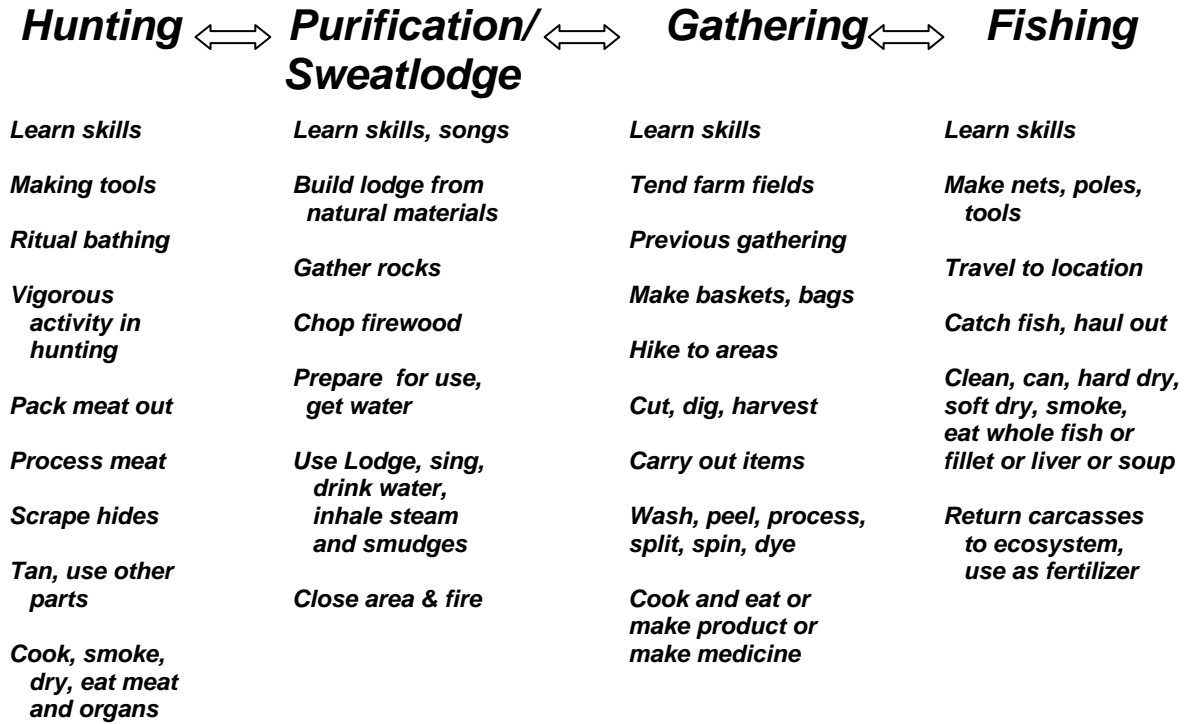 Hunting
Purification/
Sweatlodge
Gathering
Fishing
Learn skills
Making tools
Ritual bathing
Vigorous
activity in
hunting
Pack meat out
Process meat
Scrape hides
Tan, use other
parts
Cook, smoke,
dry, eat meat
and organs
Learn skills, songs
Build lodge from
natural materials
Gather rocks
Chop firewood
Prepare for use,
get water
Use Lodge, sing,
drink water,
inhale steam
and smudges
Close area & fire
Learn skills
Tend farm fields
Previous gathering
Make baskets, bags
Hike to areas
Cut, dig, harvest
Carry out items
Wash, peel, process,
split, spin, dye
Cook and eat or
make product or
make medicine
Learn skills
Make nets, poles,
tools
Travel to location
Catch fish, haul out
Clean, can, hard dry,
soft dry, smoke,
eat whole fish or
fillet or liver or soup
Return carcasses
to ecosystem,
use as fertilizer